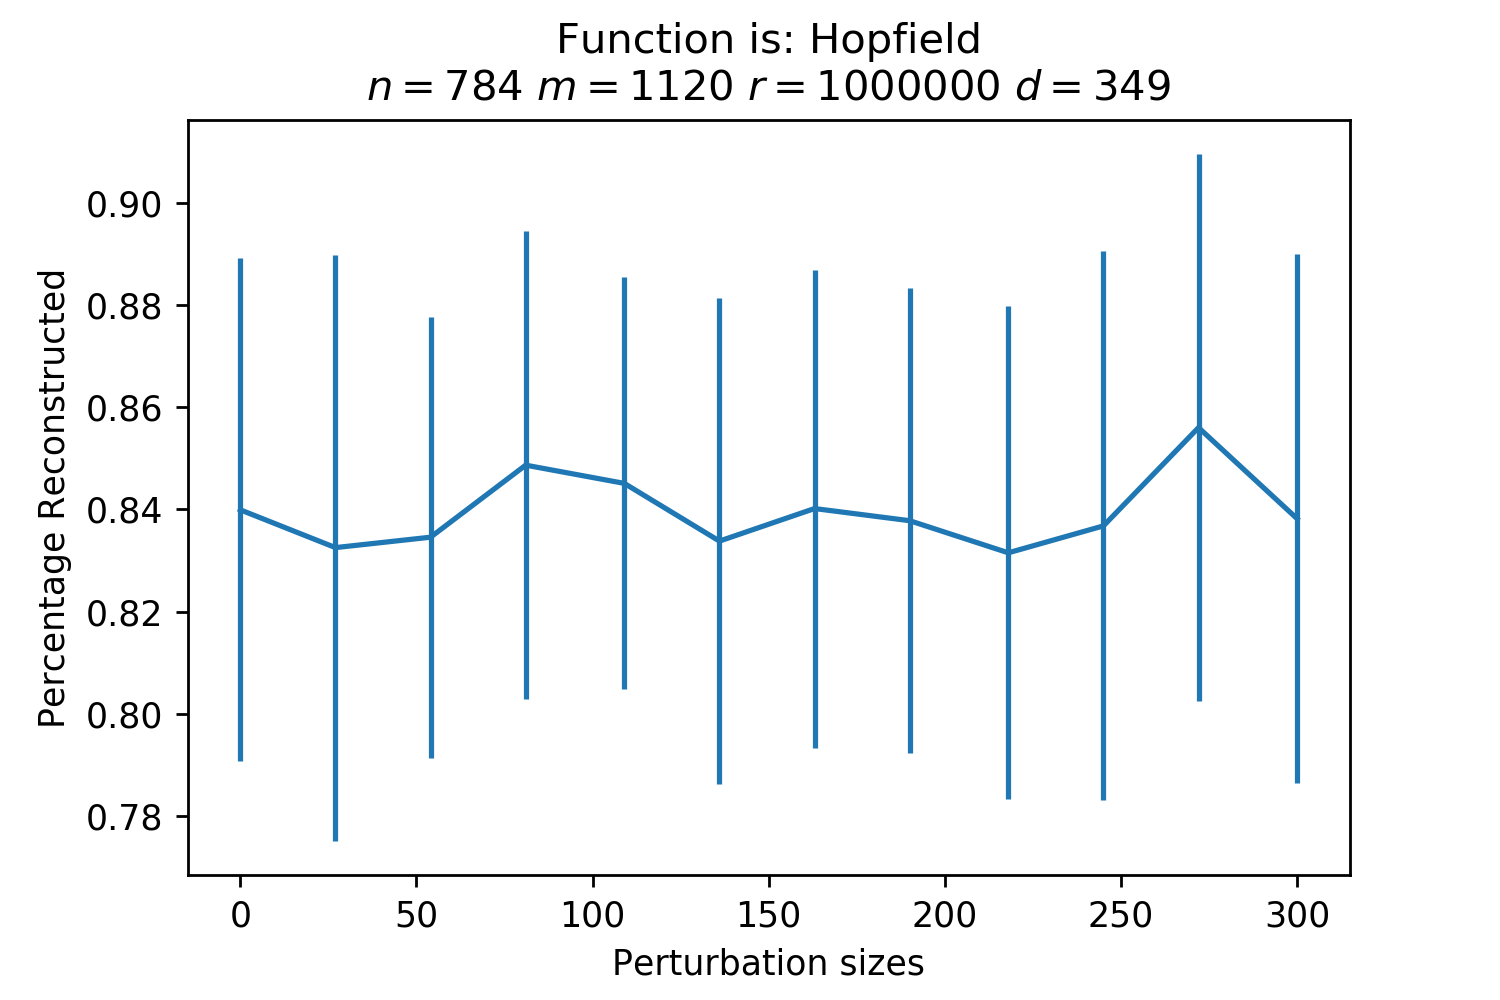 Function is: Hopfield
n = 784 m = 1120 r = 1000000 d = 349
Percentage Reconstructed
0.90
0.88
0.86
0.84
0.82
0.80
0.78
0 50 100 150 200 250 300
Perturbation sizes